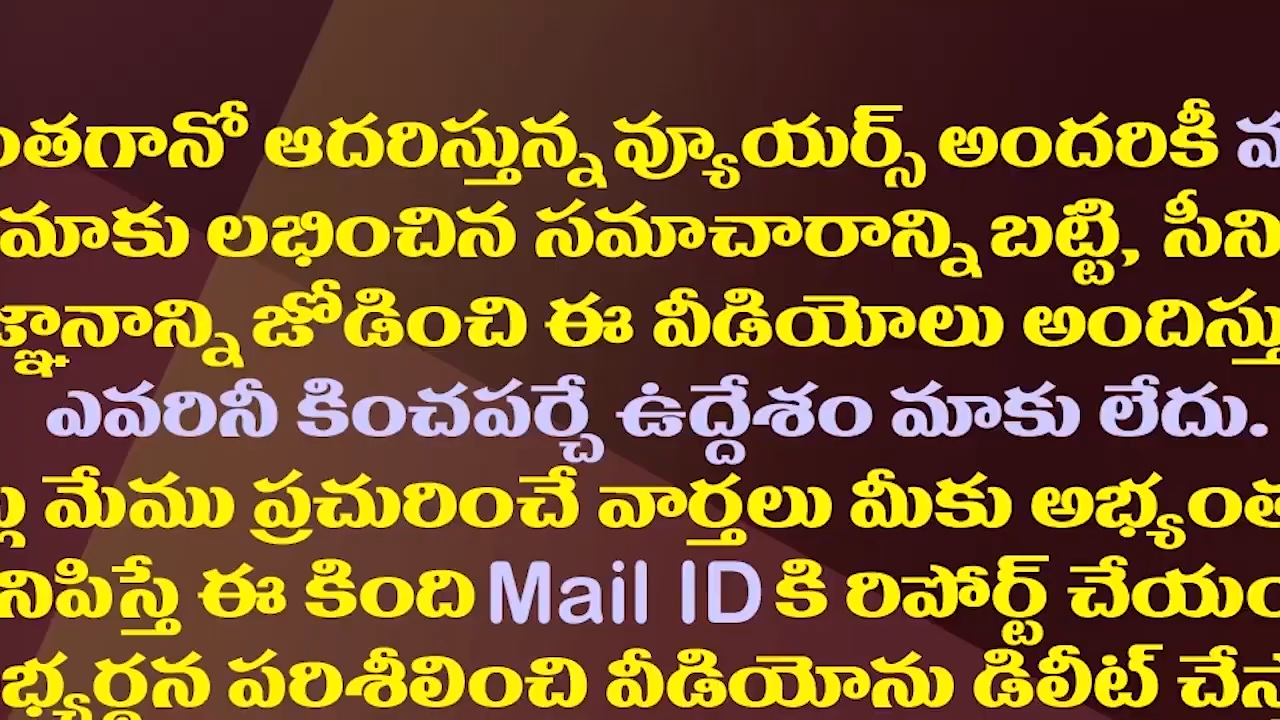 ఆదరిస్తున్న వ్యూయర్స్ అందరికీ
మాకు లభించిన సమాచారాన్ని బట్టి, సీని
జోడించి ఈ వీడియోలు
ఎవరినీ కించపర్చే ఉద్దేశం మాకు లేదు.
మేము ప్రచురించే వార్తలు మీకు
ఈ కింది Mail ID కి రిపోర్ట్
పరిశీలించి వీడియోను డిలీట్